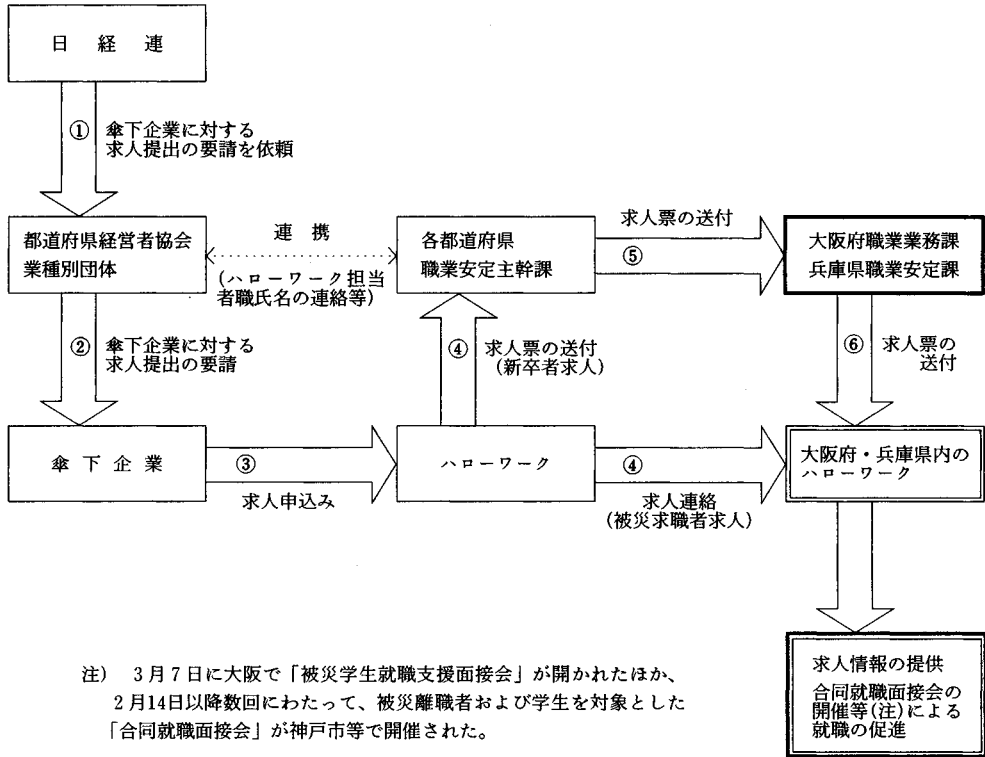 日 経 連
①
傘下企業に対する
求人提出の要請を依頼
都道府県経営者協会
業種別団体
連 携
(ハローワーク担当
者職氏名の連絡等)
各都道府県
職業安定主幹課
求人票の送付
⑤
大阪府職業業務課
兵庫県職業安定課
②
傘下企業に対する
求人提出の要請
④
求人票の送付
(新卒者求人)
⑥
求人票の
送付
傘 下 企 業
③
求人申込み
ハローワーク
④
求人連絡
(被災求職者求人)
大阪府・兵庫県内の
ハローワーク
求人情報の提供
合同就職面接会の
開催等(注)による
就職の促進
注) 3月7日に大阪で「被災学生就職支援面接会」が開かれたほか、
2月14日以降数回にわたって、被災離職者および学生を対象とした
「合同就職面接会」が神戸市等で開催された。